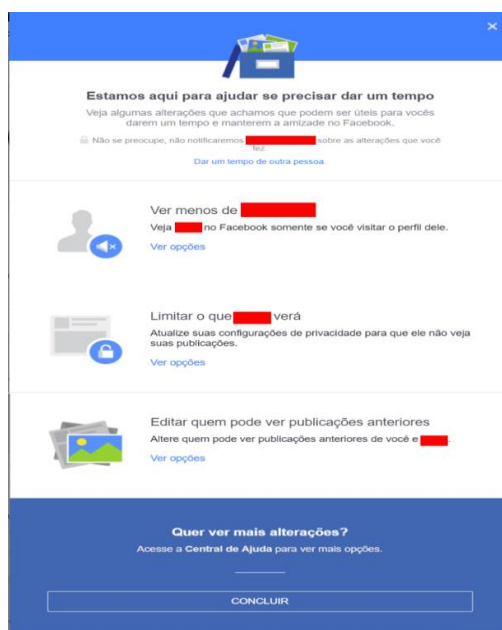 Estamos aqui para ajudar se precisar dar um tempo
Veja algumas alterações que achamos que podem ser úteis para vocês
darem um tempo e manterem a amizade no Facebook.
Não se preocupe, não notificaremos sobre as alterações que você
fez.
Dar um tempo de outra pessoa
Ver menos de
Veja no Facebook somente se você visitar o perfil dele.
Ver opções
Limitar o que verá
Atualize suas configurações de privacidade para que ele não veja
suas publicações.
Ver opções
Editar quem pode ver publicações anteriores
Altere quem pode ver publicações anteriores de você e .
Ver opções
Quer ver mais alterações?
Acesse a Central de Ajuda para ver mais opções.
CONCLUIR